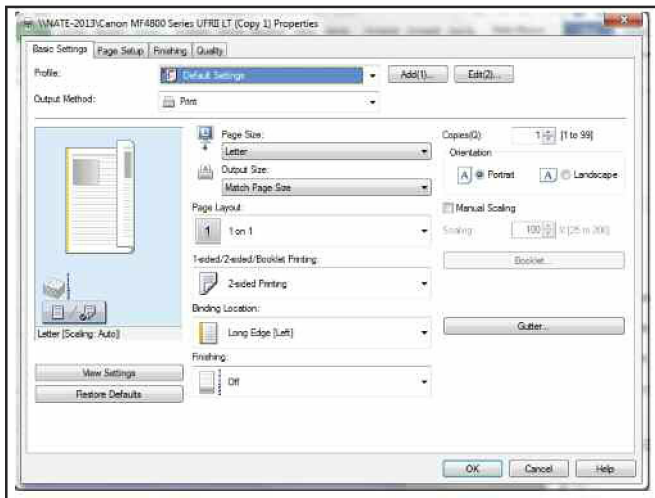 \\NATE-2013\Canon MF4800 Series UFRII LT (Copy 1) Properties
Basic Settings Page Setup Finishing Quality
Profile: Default Settings Add(1)... Edit(2)...
Output Method: Print
Page Size: Copies(Q): 1 [1 to 99]
Letter Orientation
Output Size: A Portrait A Landscape
Match Page Size
Page Layout: Manual Scaling
1 1 on 1 Scaling: 100 % [25 to 200]
1-sided/2-sided/Booklet Printing: Booklet...
2-sided Printing
Binding Location:
Letter [Scaling: Auto] Long Edge [Left] Gutter...
Finishing:
View Settings Off
Restore Defaults
OK Cancel Help